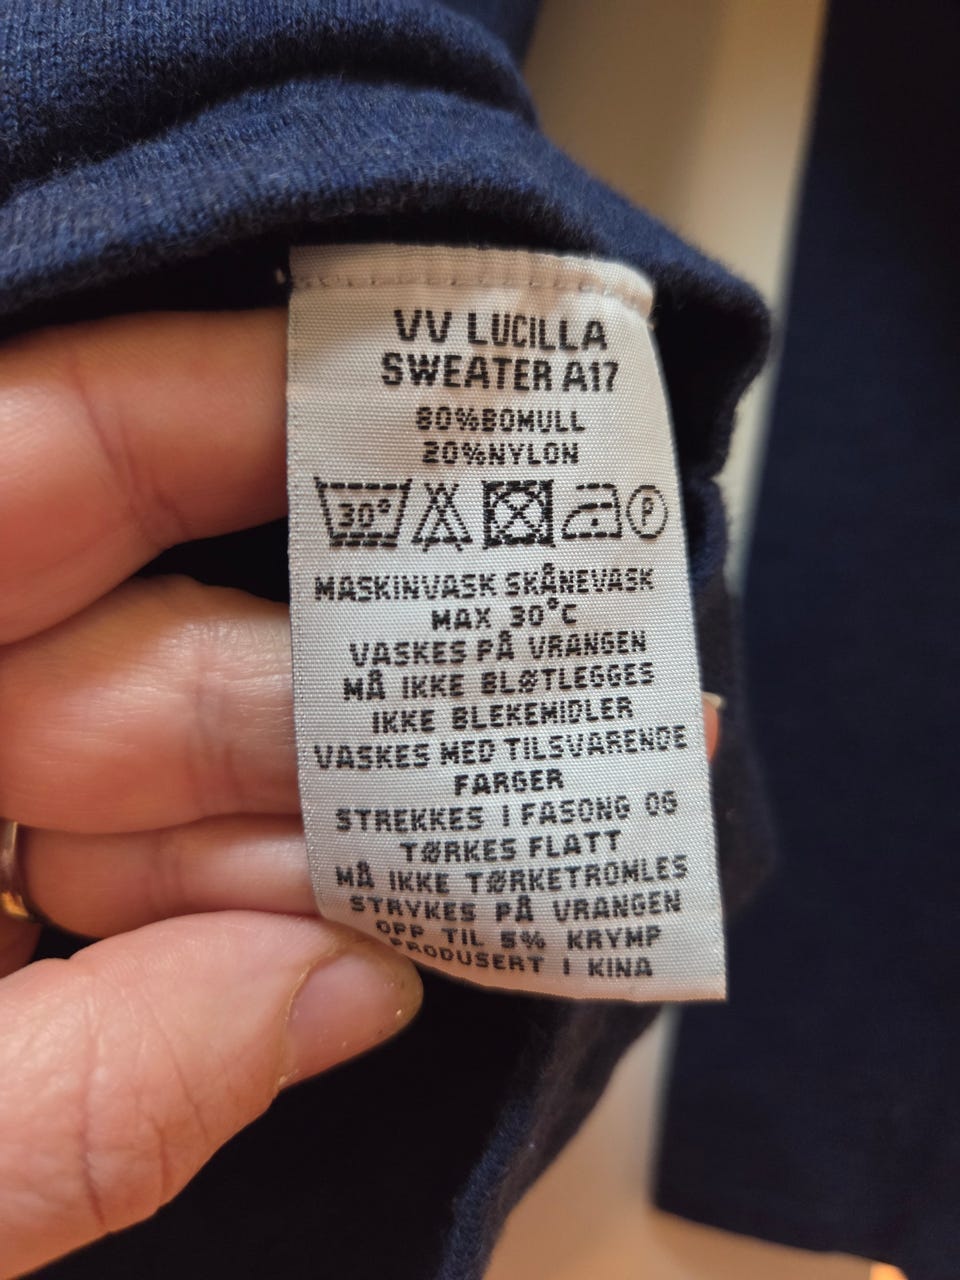 VV LUCILLA
SWEATER A17
80%BOMULL
20%NYLON
30° P
MASKINVASK SKÅNEVASK
MAX 30°C
VASKES PÅ VRANGEN
MÅ IKKE BLØTLEGGES
IKKE BLEKEMIDLER
VASKES MED TILSVARENDE
FARGER
STREKKES I FASONG OG
TØRKES FLATT
MÅ IKKE TØRKETROMLES
STRYKES PÅ VRANGEN
OPP TIL 5% KRYMP
PRODUSERT I KINA